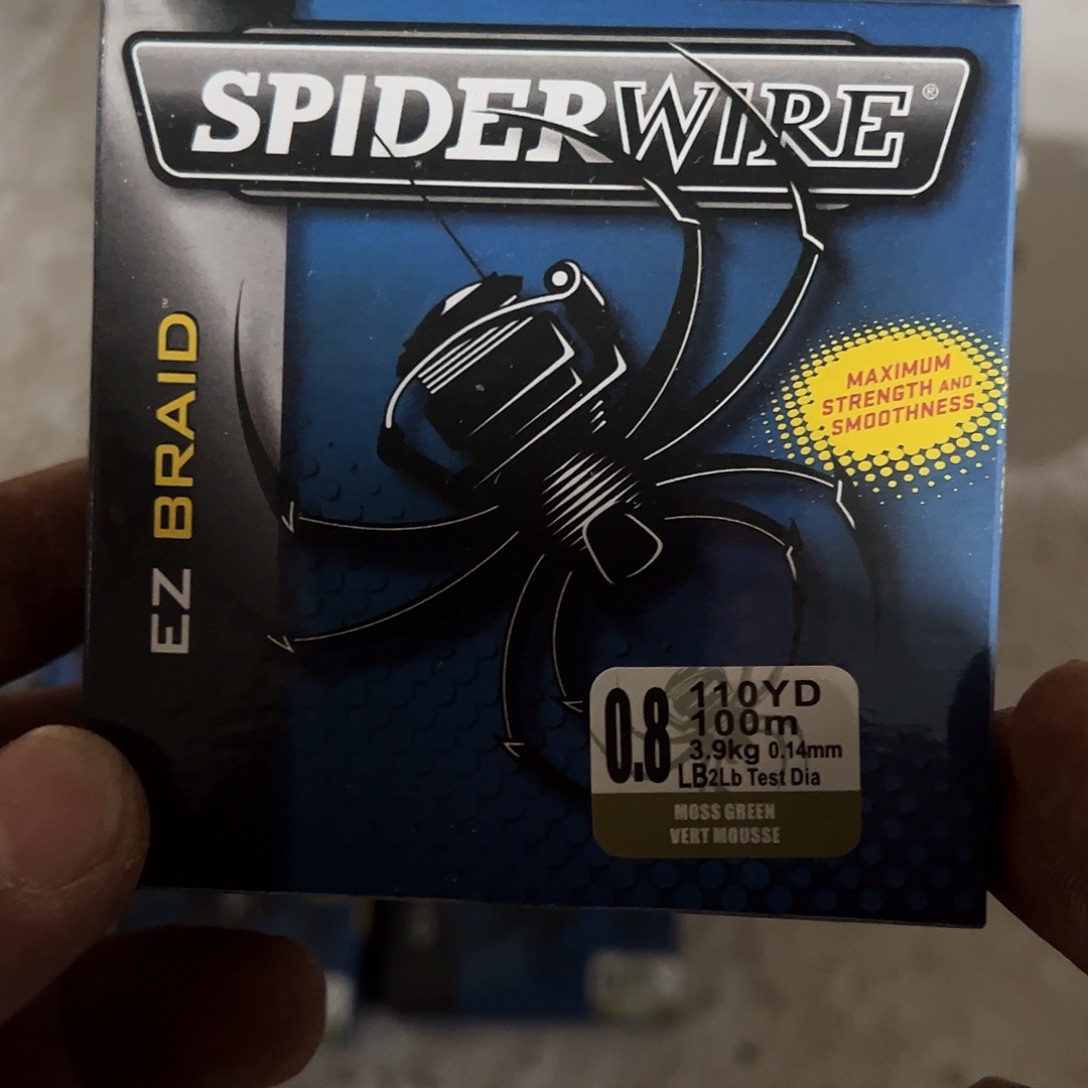 SPIDERWIRE®
EZ BRAID™
MAXIMUM
STRENGTH AND
SMOOTHNESS
0.8
110YD
100m
3.9kg 0.14mm
LB2Lb Test Dia
MOSS GREEN
VERT MOUSSE